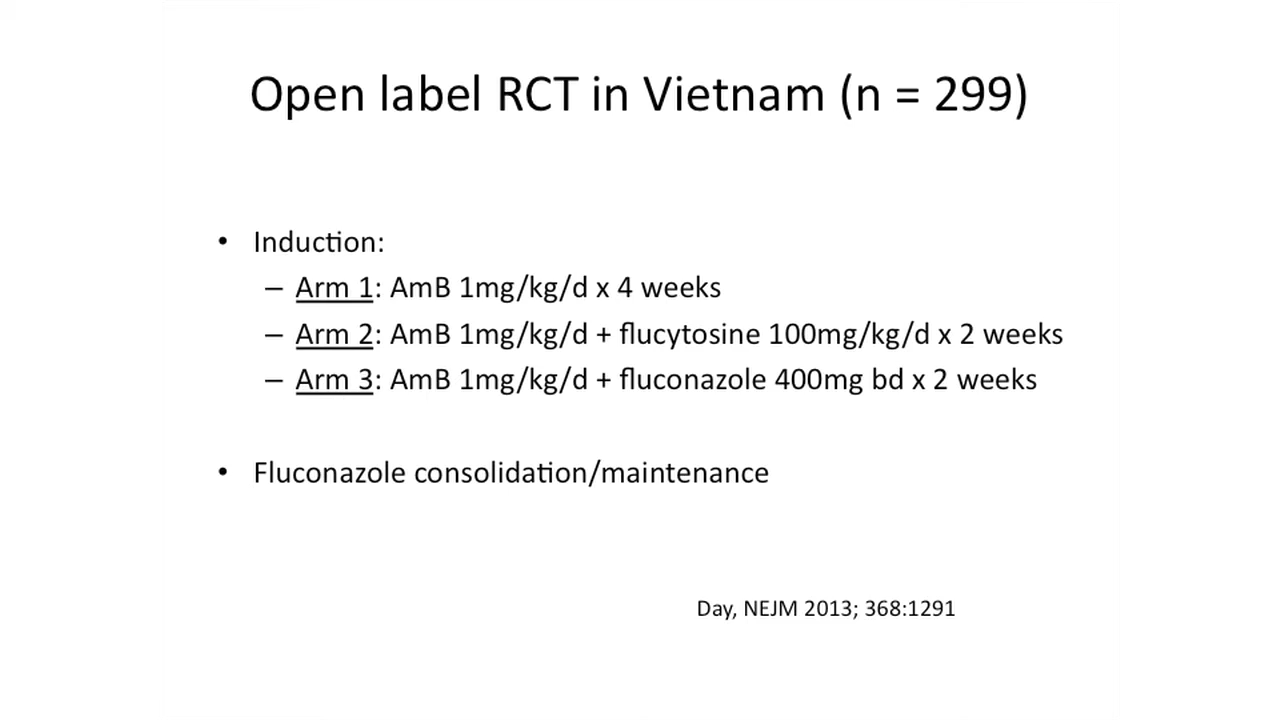 Open label RCT in Vietnam (n = 299)
• Induction:
– Arm 1: AmB 1mg/kg/d x 4 weeks
– Arm 2: AmB 1mg/kg/d + flucytosine 100mg/kg/d x 2 weeks
– Arm 3: AmB 1mg/kg/d + fluconazole 400mg bd x 2 weeks
• Fluconazole consolidation/maintenance
Day, NEJM 2013; 368:1291